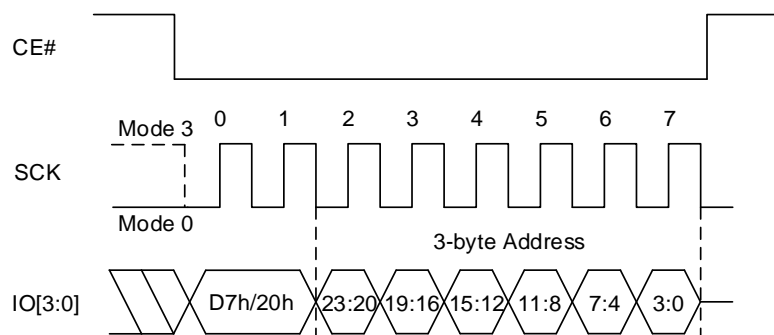 CE#
Mode 3 0 1 2 3 4 5 6 7
SCK
Mode 0
3-byte Address
IO[3:0] D7h/20h 23:20 19:16 15:12 11:8 7:4 3:0